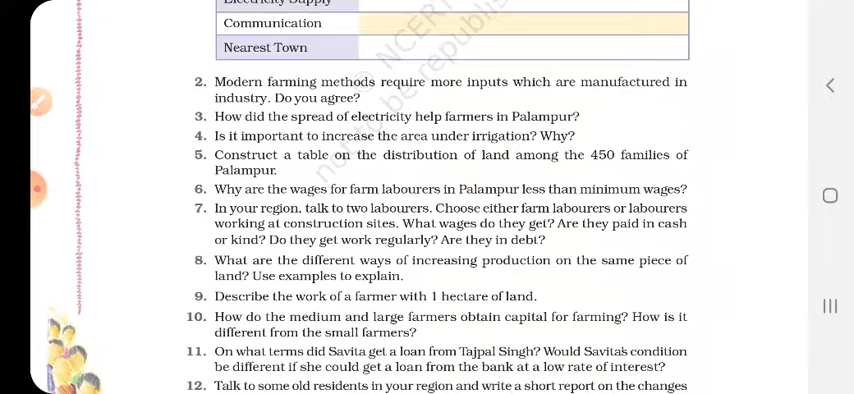 Electricity Supply
Communication
Nearest Town
2. Modern farming methods require more inputs which are manufactured in
industry. Do you agree?
3. How did the spread of electricity help farmers in Palampur?
4. Is it important to increase the area under irrigation? Why?
5. Construct a table on the distribution of land among the 450 families of
Palampur.
6. Why are the wages for farm labourers in Palampur less than minimum wages?
7. In your region, talk to two labourers. Choose either farm labourers or labourers
working at construction sites. What wages do they get? Are they paid in cash
or kind? Do they get work regularly? Are they in debt?
8. What are the different ways of increasing production on the same piece of
land? Use examples to explain.
9. Describe the work of a farmer with 1 hectare of land.
10. How do the medium and large farmers obtain capital for farming? How is it
different from the small farmers?
11. On what terms did Savita get a loan from Tajpal Singh? Would Savita's condition
be different if she could get a loan from the bank at a low rate of interest?
12. Talk to some old residents in your region and write a short report on the changes
© NCERT
not to be republis